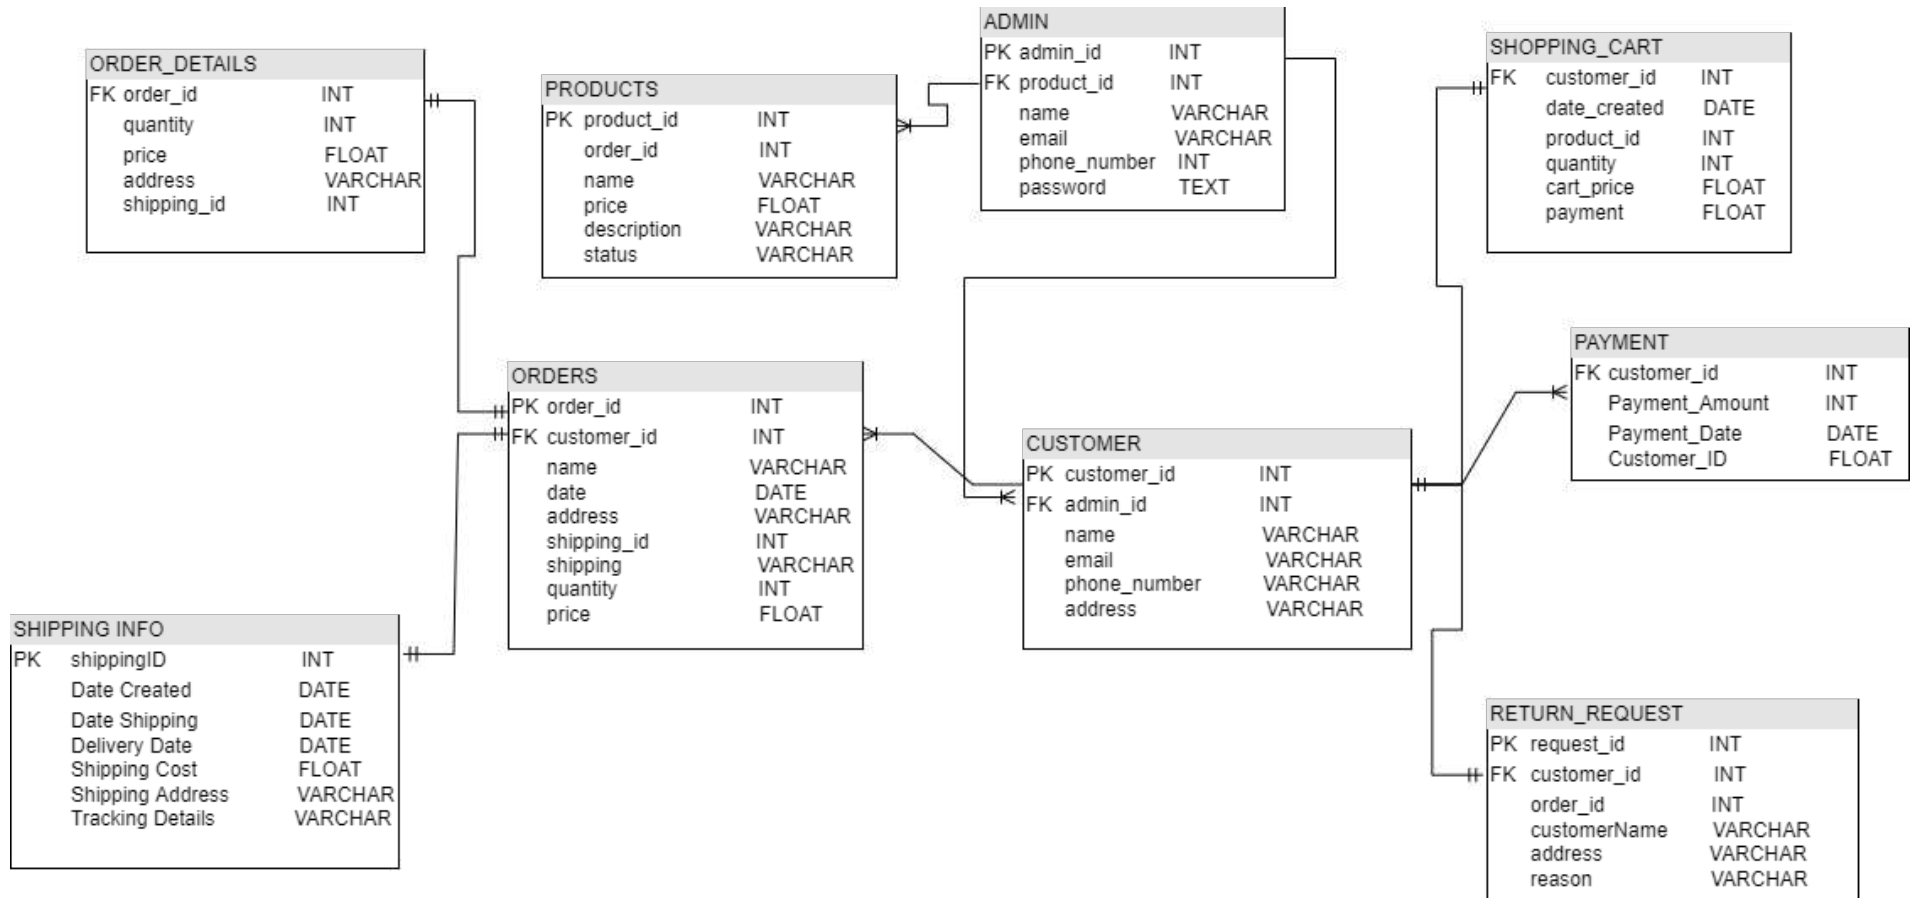 ORDER_DETAILS
FK order_id INT
quantity INT
price FLOAT
address VARCHAR
shipping_id INT
PRODUCTS
PK product_id INT
order_id INT
name VARCHAR
price FLOAT
description VARCHAR
status VARCHAR
ADMIN
PK admin_id INT
FK product_id INT
name VARCHAR
email VARCHAR
phone_number INT
password TEXT
SHOPPING_CART
FK customer_id INT
date_created DATE
product_id INT
quantity INT
cart_price FLOAT
payment FLOAT
ORDERS
PK order_id INT
FK customer_id INT
name VARCHAR
date DATE
address VARCHAR
shipping_id INT
shipping VARCHAR
quantity INT
price FLOAT
CUSTOMER
PK customer_id INT
FK admin_id INT
name VARCHAR
email VARCHAR
phone_number VARCHAR
address VARCHAR
PAYMENT
FK customer_id INT
Payment_Amount INT
Payment_Date DATE
Customer_ID FLOAT
SHIPPING INFO
PK shippingID INT
Date Created DATE
Date Shipping DATE
Delivery Date DATE
Shipping Cost FLOAT
Shipping Address VARCHAR
Tracking Details VARCHAR
RETURN_REQUEST
PK request_id INT
FK customer_id INT
order_id INT
customerName VARCHAR
address VARCHAR
reason VARCHAR